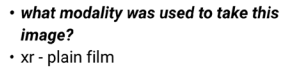 • what modality was used to take this
image?
• xr - plain film